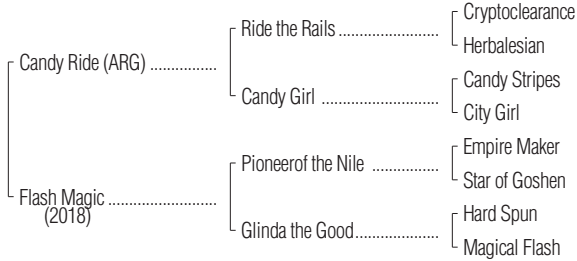 Cryptoclearance
Ride the Rails
Herbalesian
Candy Ride (ARG)
Candy Stripes
Candy Girl
City Girl
Empire Maker
Pioneerof the Nile
Star of Goshen
Flash Magic
(2018)
Hard Spun
Glinda the Good
Magical Flash